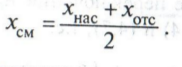 x_см = (x_нас + x_отс) / 2 .